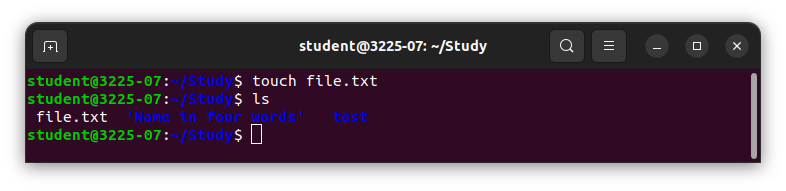 student@3225-07: ~/Study
student@3225-07:~/Study$ touch file.txt
student@3225-07:~/Study$ ls
file.txt  'Name in four words'   test
student@3225-07:~/Study$